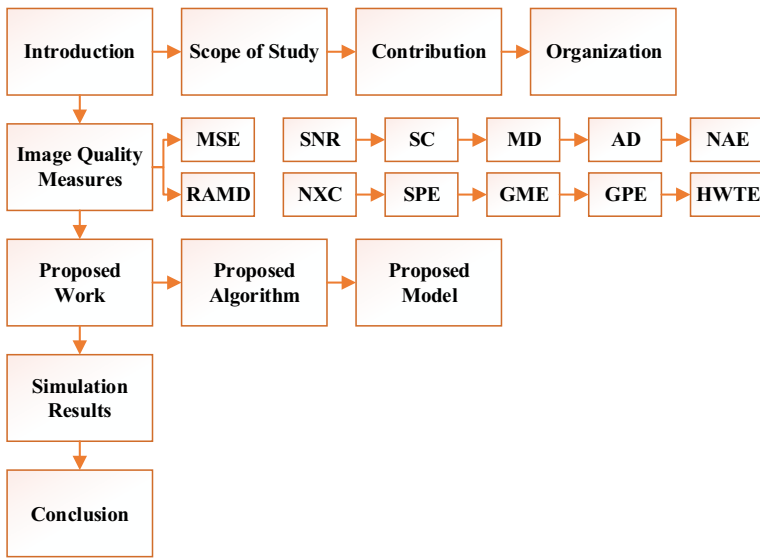 Introduction
Scope of Study
Contribution
Organization
Image Quality
Measures
MSE
SNR
SC
MD
AD
NAE
RAMD
NXC
SPE
GME
GPE
HWTE
Proposed
Work
Proposed
Algorithm
Proposed
Model
Simulation
Results
Conclusion